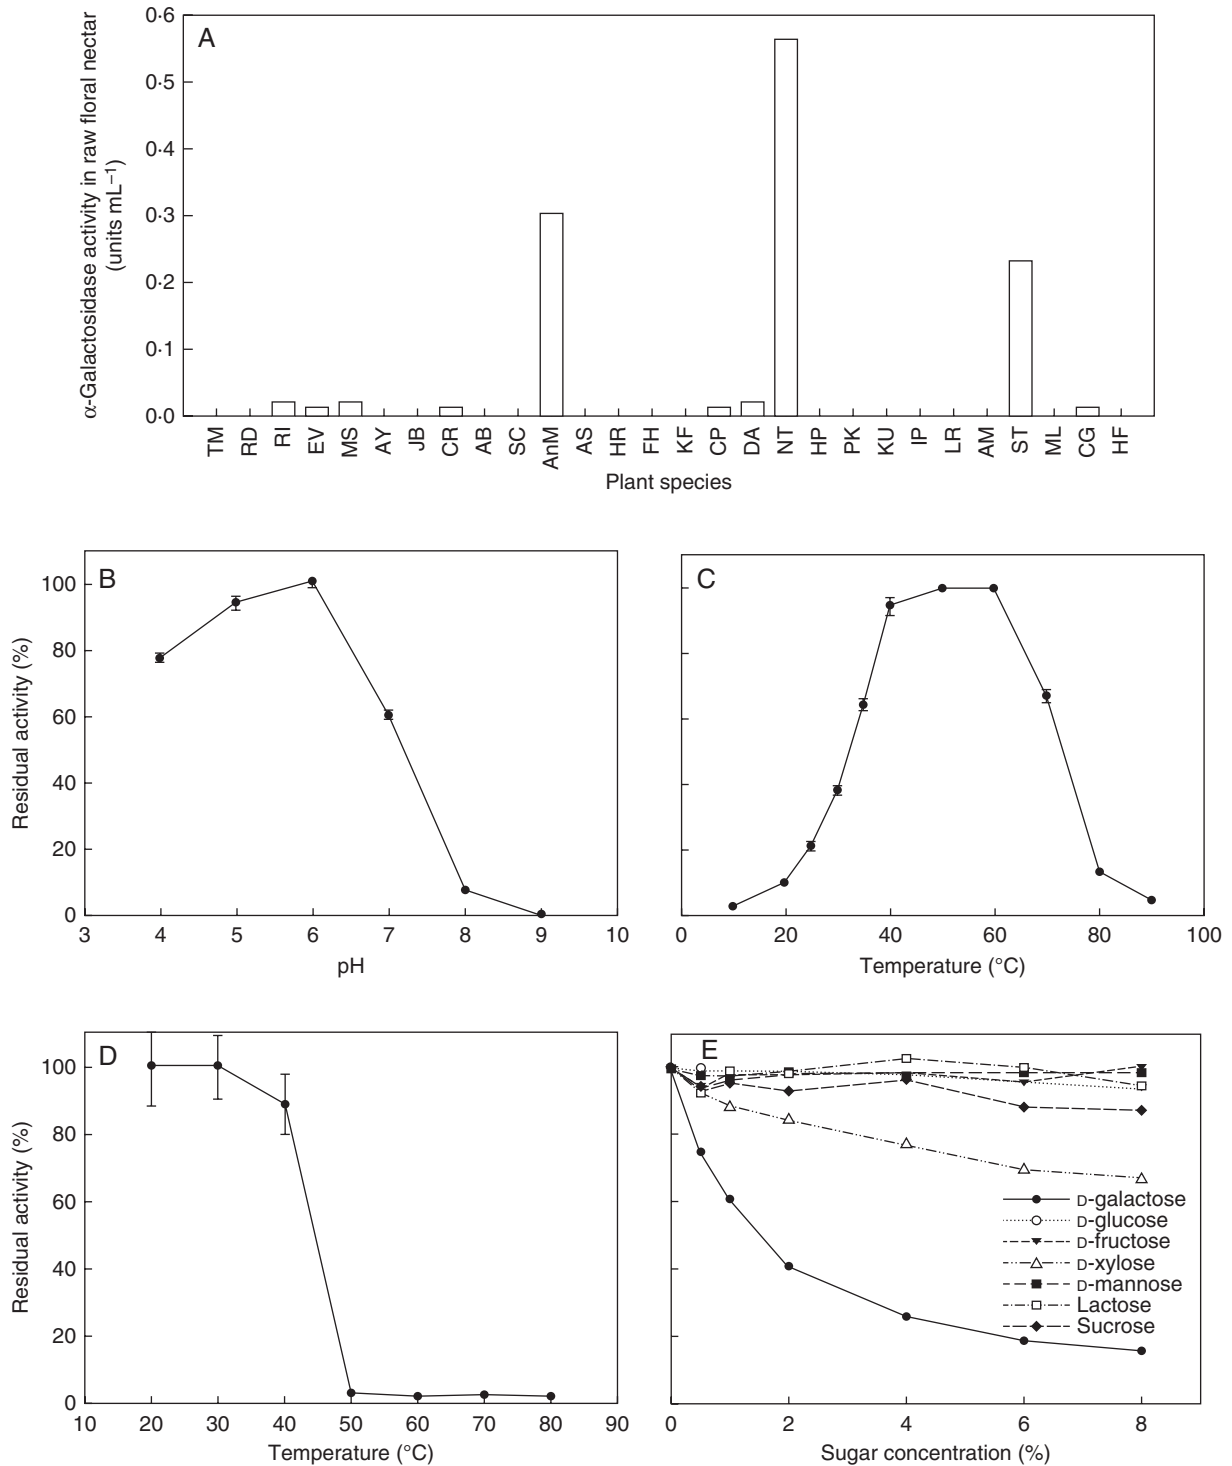 A
α-Galactosidase activity in raw floral nectar
(units mL⁻¹)
0·6
0·5
0·4
0·3
0·2
0·1
0·0
TM RD RI EV MS AY JB CR AB SC AnM AS HR FH KF CP DA NT HP PK KU IP LR AM ST ML CG HF
Plant species
B
Residual activity (%)
100
80
60
40
20
0
3 4 5 6 7 8 9 10
pH
C
0 20 40 60 80 100
Temperature (°C)
D
Residual activity (%)
100
80
60
40
20
0
10 20 30 40 50 60 70 80 90
Temperature (°C)
E
D-galactose
D-glucose
D-fructose
D-xylose
D-mannose
Lactose
Sucrose
0 2 4 6 8
Sugar concentration (%)